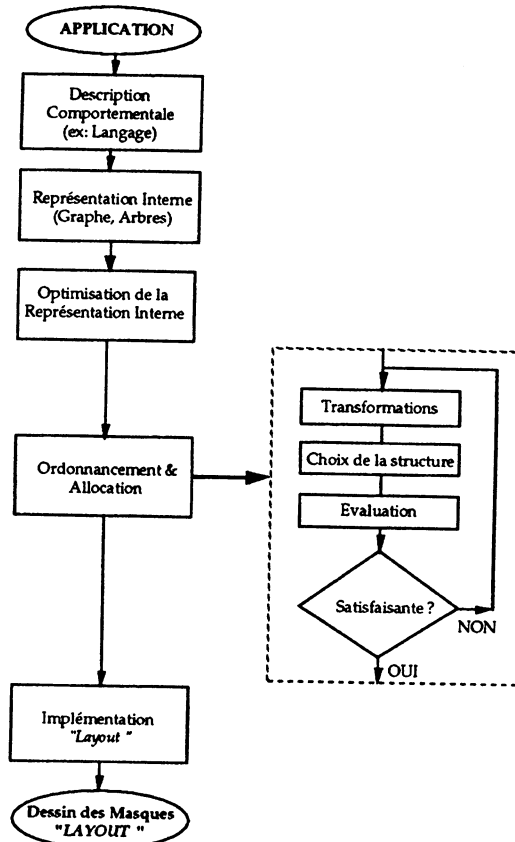 APPLICATION
Description
Comportementale
(ex: Langage)
Représentation Interne
(Graphe, Arbres)
Optimisation de la
Représentation Interne
Ordonnancement &
Allocation
Transformations
Choix de la structure
Evaluation
Satisfaisante ?
NON
OUI
Implémentation
"Layout "
Dessin des Masques
"LAYOUT "